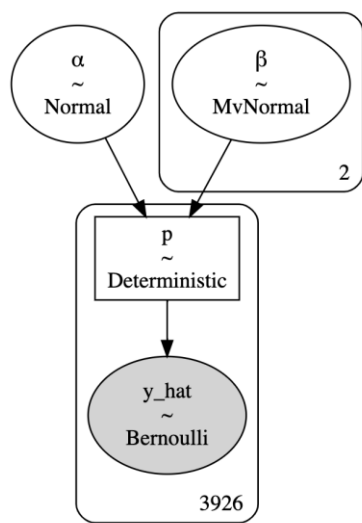 α
~
Normal
β
~
MvNormal
2
p
~
Deterministic
y_hat
~
Bernoulli
3926